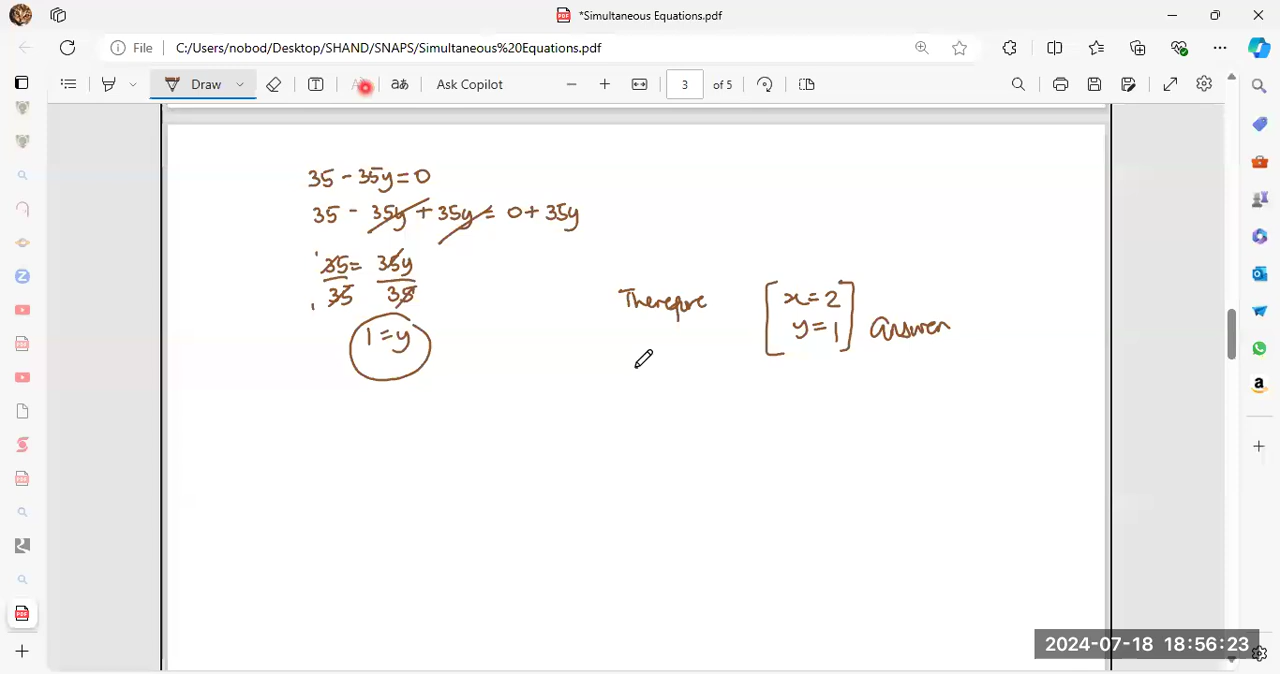 *Simultaneous Equations.pdf
File C:/Users/nobod/Desktop/SHAND/SNAPS/Simultaneous%20Equations.pdf
Draw aあ Ask Copilot 3 of 5
35 - 35y = 0
35 - 35y + 35y = 0 + 35y
35 = 35y
35 35
1 = y
Therefore x = 2
y = 1 answer
2024-07-18 18:56:23